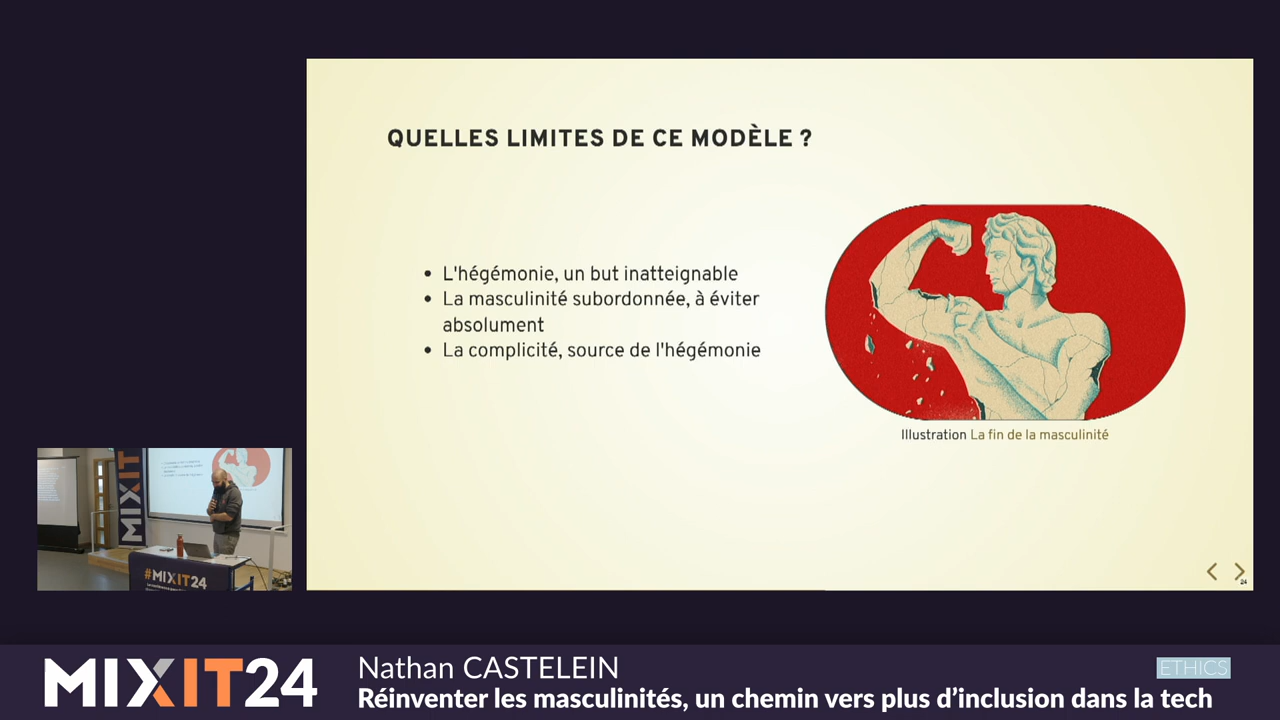 QUELLES LIMITES DE CE MODÈLE ?
L'hégémonie, un but inatteignable
La masculinité subordonnée, à éviter
absolument
La complicité, source de l'hégémonie
Illustration La fin de la masculinité
24
MIXIT
#MIXIT24
MIXIT24
Nathan CASTELEIN
ETHICS
Réinventer les masculinités, un chemin vers plus d’inclusion dans la tech